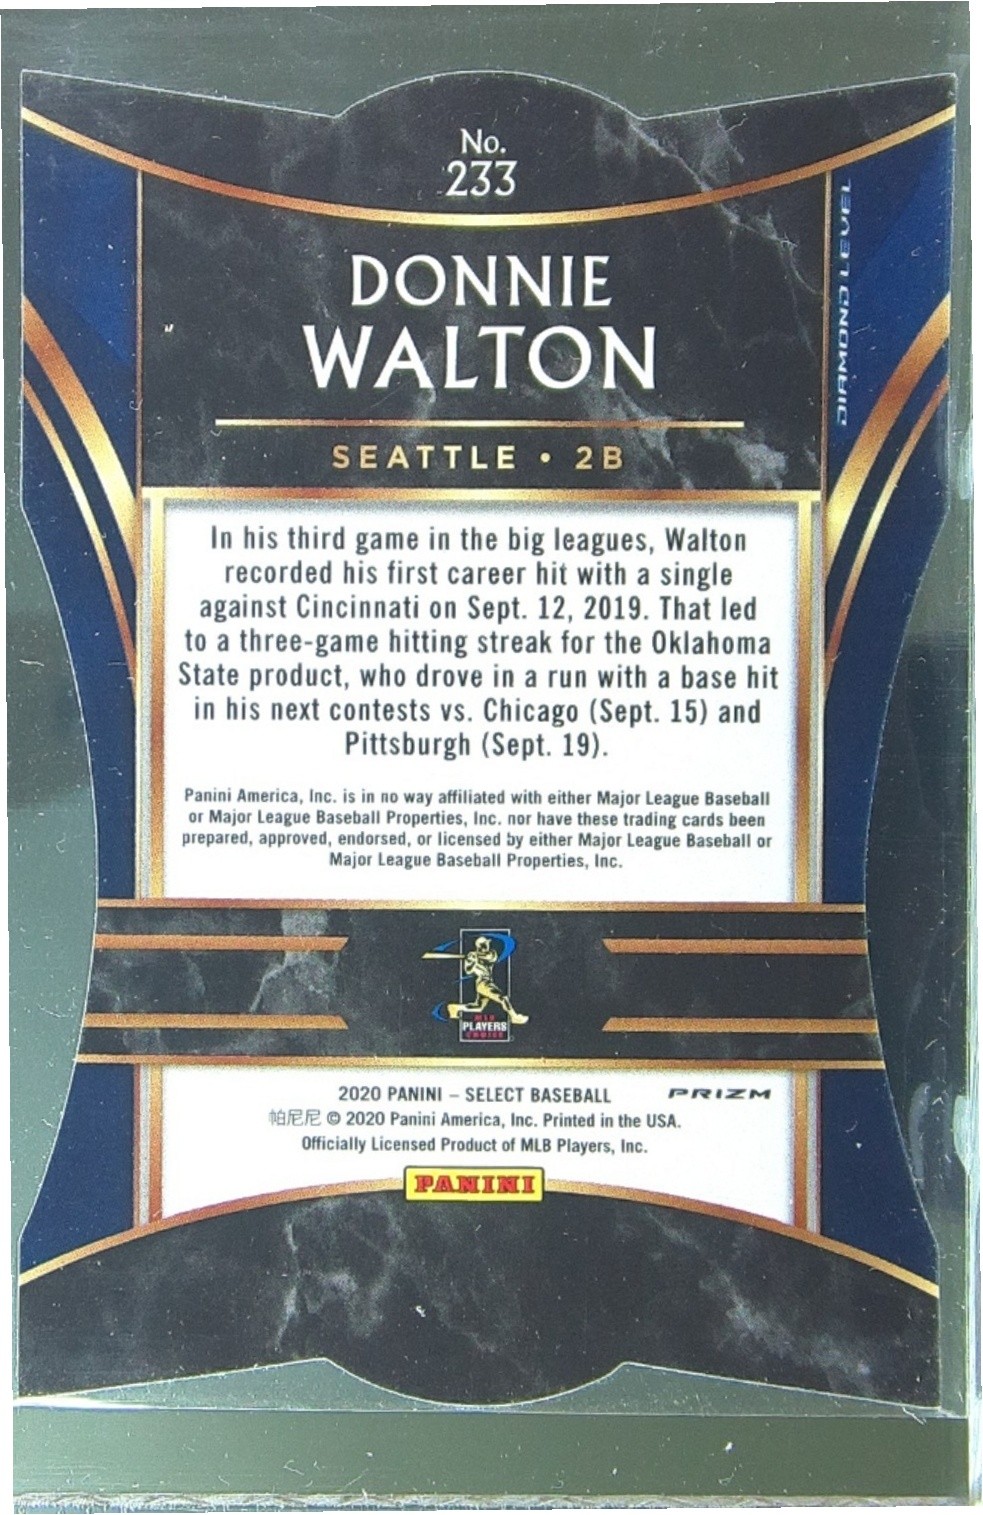 No.
233
DONNIE
WALTON
SEATTLE • 2B
DIAMOND LEVEL
In his third game in the big leagues, Walton
recorded his first career hit with a single
against Cincinnati on Sept. 12, 2019. That led
to a three-game hitting streak for the Oklahoma
State product, who drove in a run with a base hit
in his next contests vs. Chicago (Sept. 15) and
Pittsburgh (Sept. 19).
Panini America, Inc. is in no way affiliated with either Major League Baseball
or Major League Baseball Properties, Inc. nor have these trading cards been
prepared, approved, endorsed, or licensed by either Major League Baseball or
Major League Baseball Properties, Inc.
MLB
PLAYERS
CHOICE
2020 PANINI – SELECT BASEBALL
PRIZM
帕尼尼 © 2020 Panini America, Inc. Printed in the USA.
Officially Licensed Product of MLB Players, Inc.
PANINI